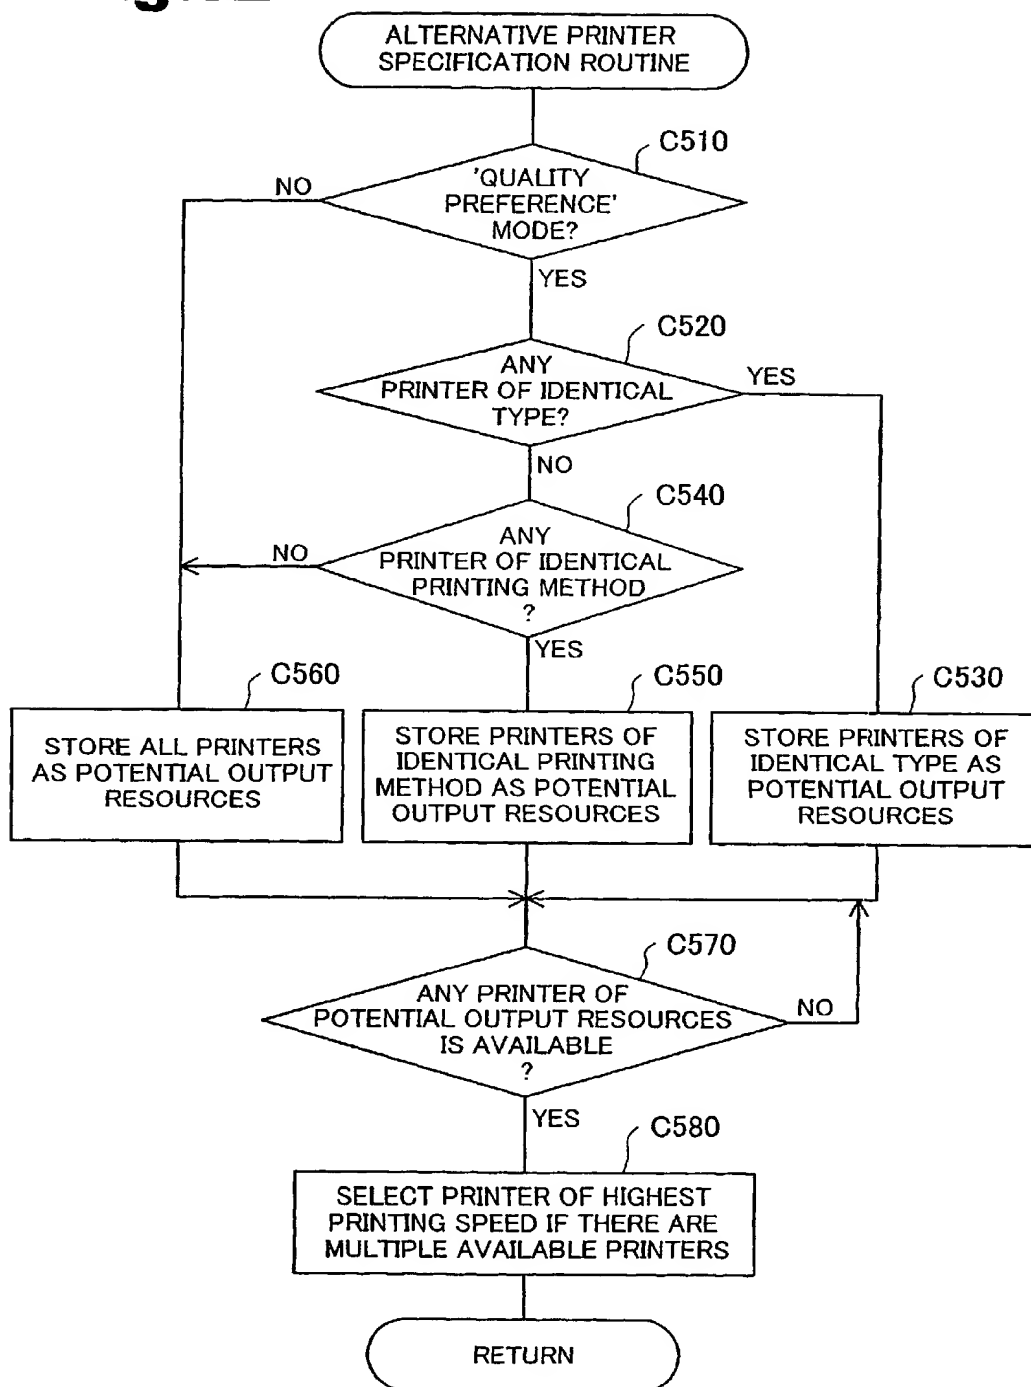 ALTERNATIVE PRINTER
SPECIFICATION ROUTINE
C510
'QUALITY
PREFERENCE'
MODE?
NO
YES
C520
ANY
PRINTER OF IDENTICAL
TYPE?
YES
NO
C540
ANY
PRINTER OF IDENTICAL
PRINTING METHOD
?
NO
YES
C560
STORE ALL PRINTERS
AS POTENTIAL OUTPUT
RESOURCES
C550
STORE PRINTERS OF
IDENTICAL PRINTING
METHOD AS POTENTIAL
OUTPUT RESOURCES
C530
STORE PRINTERS OF
IDENTICAL TYPE AS
POTENTIAL OUTPUT
RESOURCES
C570
ANY PRINTER OF
POTENTIAL OUTPUT RESOURCES
IS AVAILABLE
?
NO
YES
C580
SELECT PRINTER OF HIGHEST
PRINTING SPEED IF THERE ARE
MULTIPLE AVAILABLE PRINTERS
RETURN